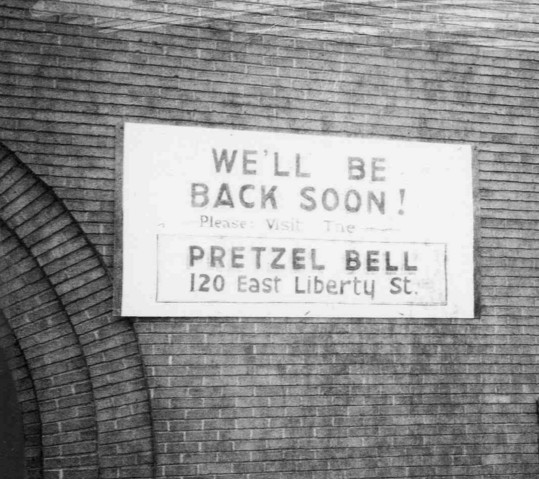 WE'LL BE
BACK SOON!
Please Visit The
PRETZEL BELL
120 East Liberty St.